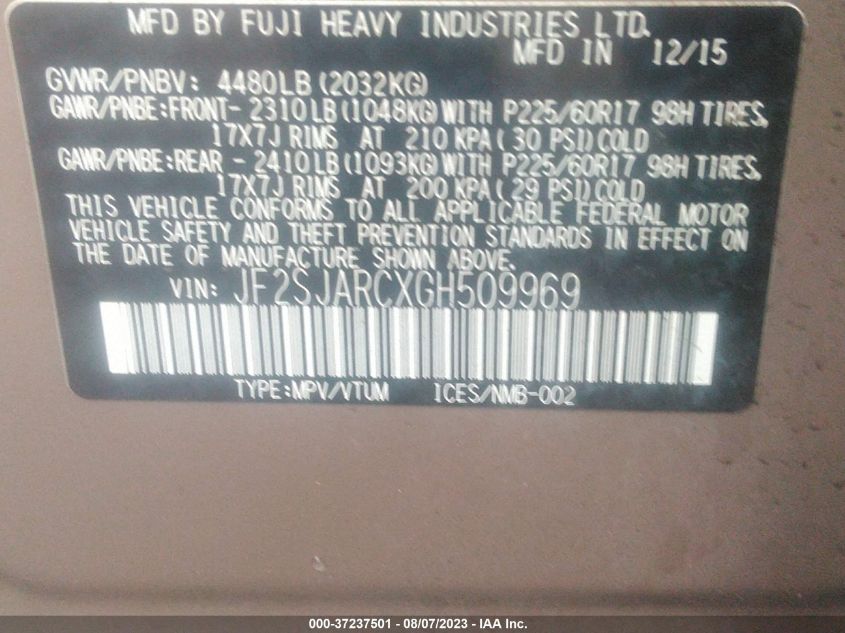 MFD BY FUJI HEAVY INDUSTRIES LTD.
MFD IN 12/15
GVWR/PNBV: 4480LB (2032KG)
GAWR/PNBE:FRONT- 2310LB(1048KG)WITH P225/60R17 98H TIRES,
17X7J RIMS AT 210 KPA( 30 PSI)COLD
GAWR/PNBE:REAR - 2410LB(1093KG)WITH P225/60R17 98H TIRES,
17X7J RIMS AT 200 KPA( 29 PSI)COLD
THIS VEHICLE CONFORMS TO ALL APPLICABLE FEDERAL MOTOR
VEHICLE SAFETY AND THEFT PREVENTION STANDARDS IN EFFECT ON
THE DATE OF MANUFACTURE SHOWN ABOVE.
VIN: JF2SJARCXGH509969
TYPE:MPV/VTUM ICES/NMB-002
000-37237501 - 08/07/2023 - IAA Inc.